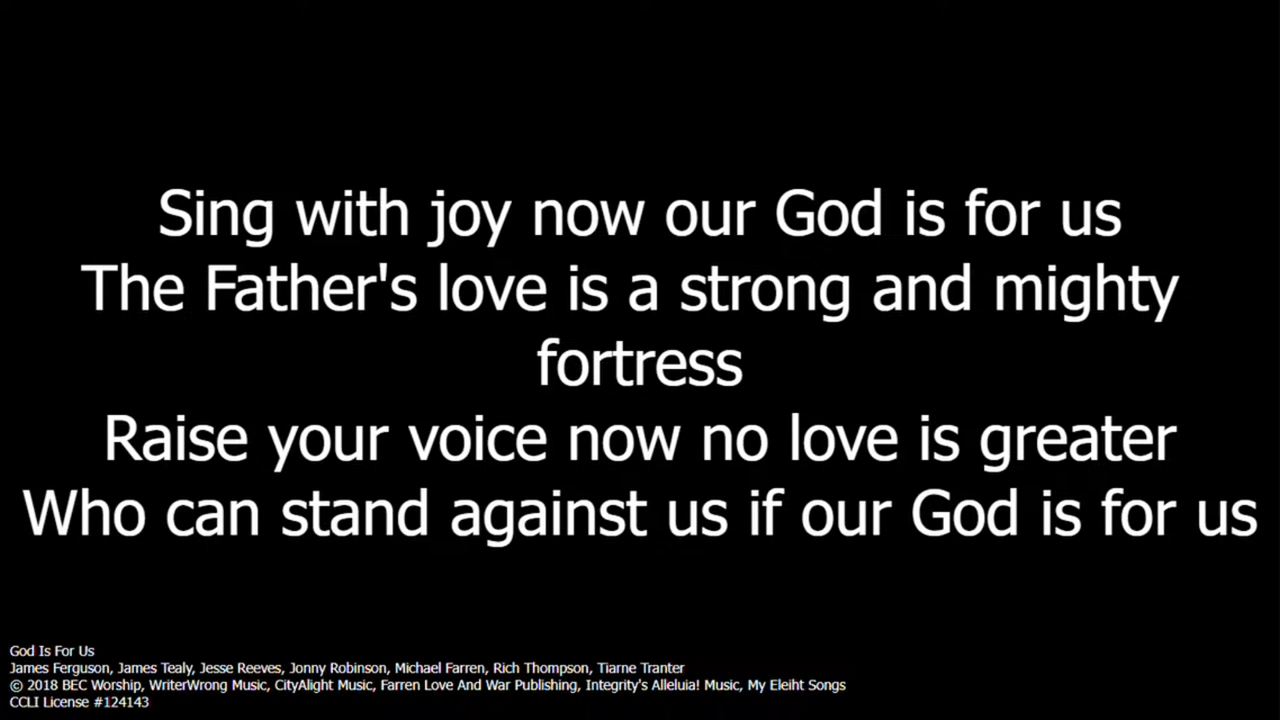 Sing with joy now our God is for us
The Father's love is a strong and mighty
fortress
Raise your voice now no love is greater
Who can stand against us if our God is for us
God Is For Us
James Ferguson, James Tealy, Jesse Reeves, Jonny Robinson, Michael Farren, Rich Thompson, Tiarne Tranter
© 2018 BEC Worship, WriterWrong Music, CityAlight Music, Farren Love And War Publishing, Integrity's Alleluia! Music, My Eleiht Songs
CCLI License #124143